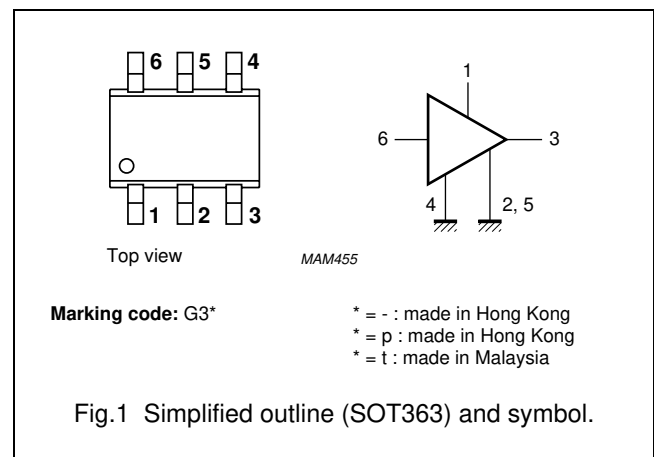 6 5 4
1
6
3
4
2, 5
1 2 3
Top view
MAM455
Marking code: G3*
* = - : made in Hong Kong
* = p : made in Hong Kong
* = t : made in Malaysia
Fig.1 Simplified outline (SOT363) and symbol.